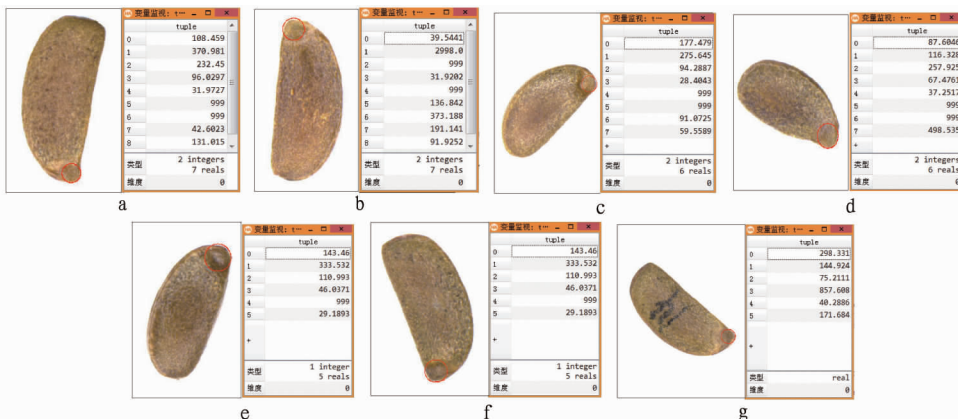 变量监视: t···
tuple
0 108.459
1 370.981
2 232.45
3 96.0297
4 31.9727
5 999
6 999
7 42.6023
8 131.015
类型 2 integers
7 reals
维度 0
a
变量监视: t···
tuple
0 39.5441
1 2998.0
2 999
3 31.9202
4 999
5 136.842
6 373.188
7 191.141
8 91.9252
类型 2 integers
7 reals
维度 0
b
变量监视: t···
tuple
0 177.479
1 275.645
2 94.2887
3 28.4043
4 999
5 999
6 91.0725
7 59.5589
+
类型 2 integers
6 reals
维度 0
c
变量监视: t···
tuple
0 87.6046
1 116.328
2 257.925
3 67.4761
4 37.2517
5 999
6 999
7 498.535
+
类型 2 integers
6 reals
维度 0
d
变量监视: t···
tuple
0 143.46
1 333.532
2 110.993
3 46.0371
4 999
5 29.1893
+
类型 1 integer
5 reals
维度 0
e
变量监视: t···
tuple
0 143.46
1 333.532
2 110.993
3 46.0371
4 999
5 29.1893
+
类型 1 integer
5 reals
维度 0
f
变量监视: t···
tuple
0 298.331
1 144.924
2 75.2111
3 857.608
4 40.2886
5 171.684
+
类型 real
维度 0
g